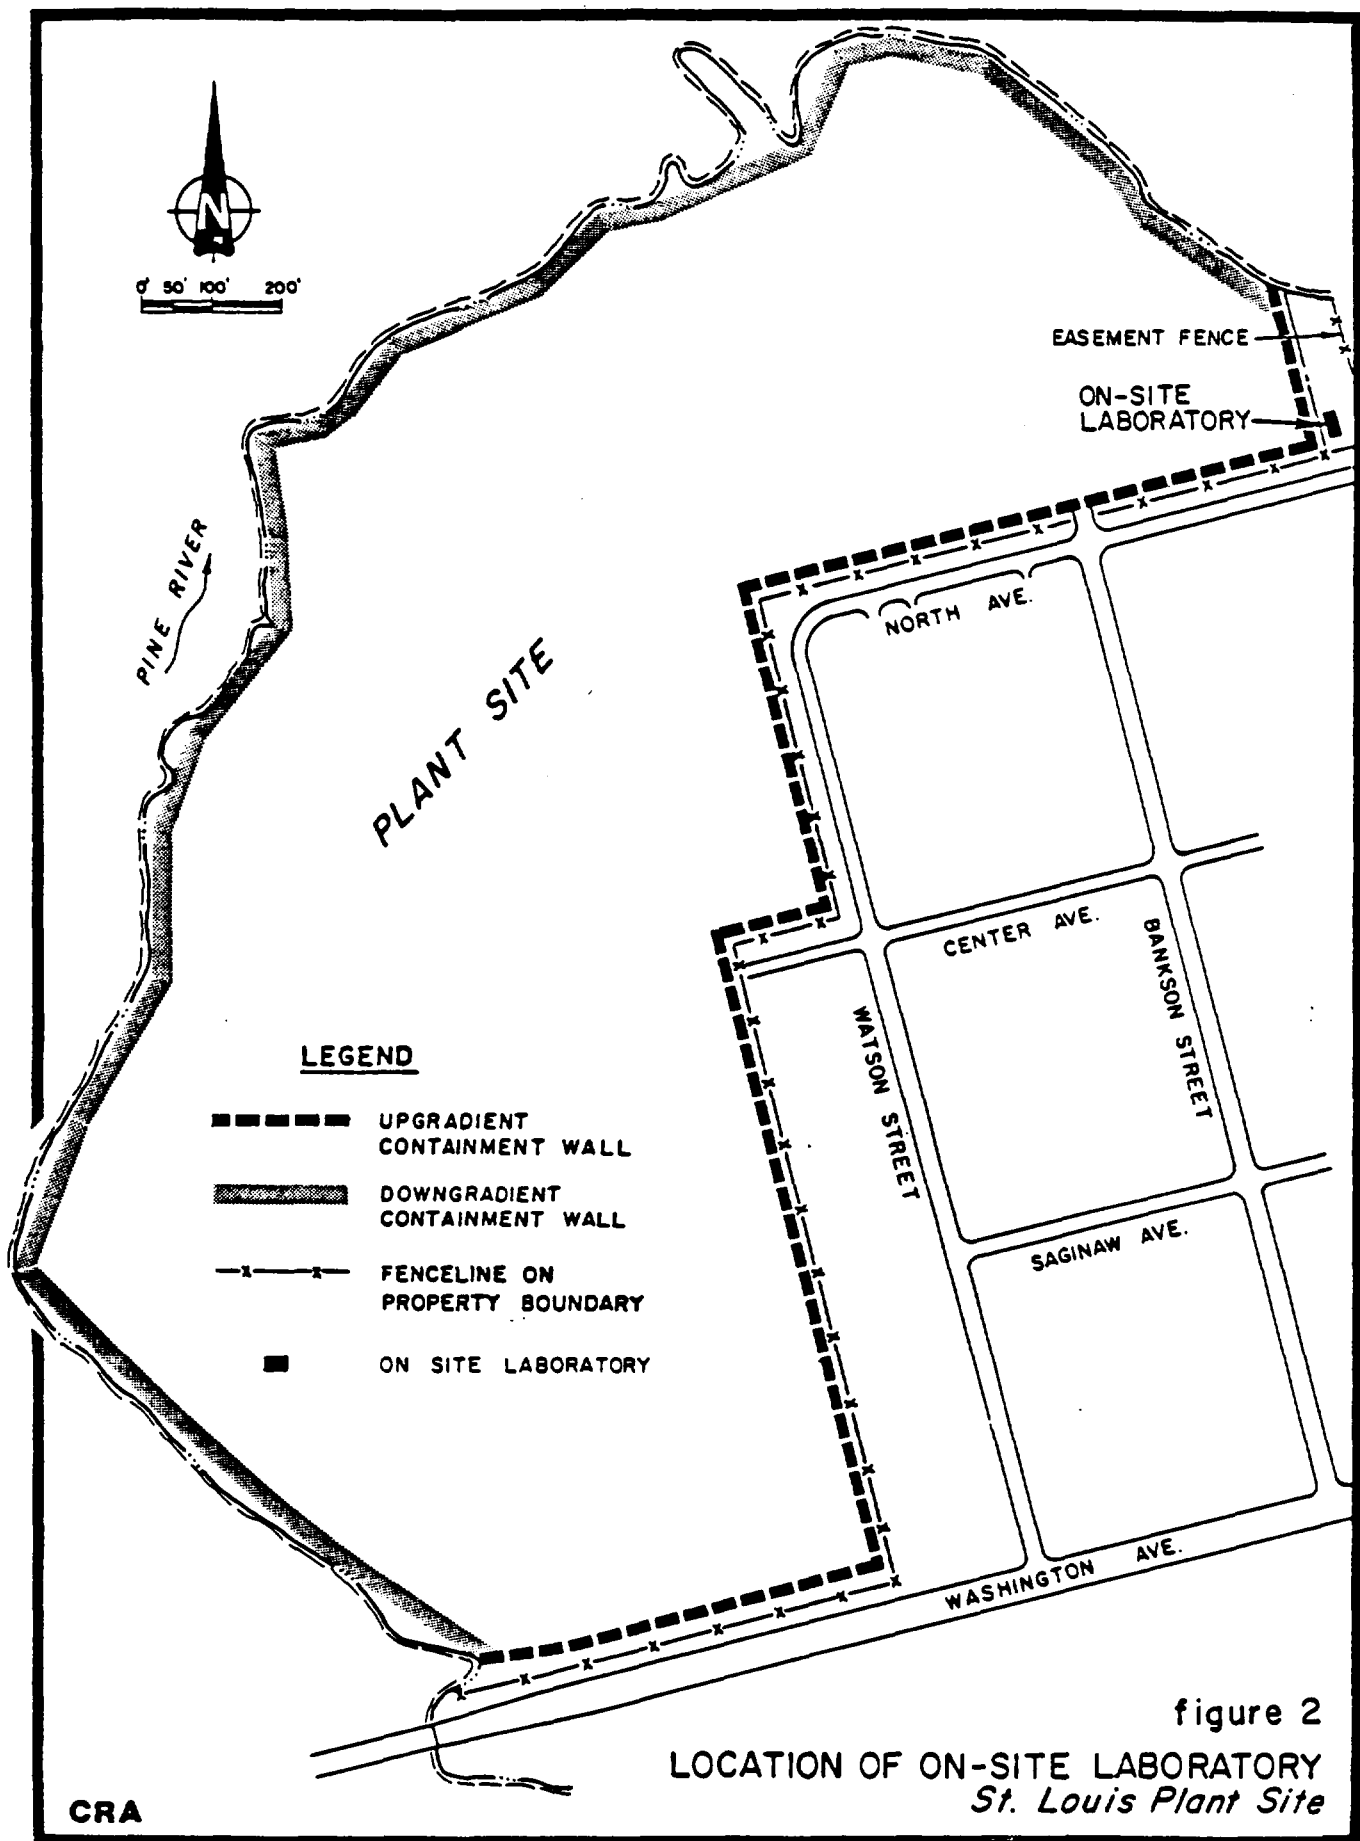 N
0' 50' 100' 200'
EASEMENT FENCE
ON-SITE
LABORATORY
PINE RIVER
NORTH AVE.
PLANT SITE
CENTER AVE.
BANKSON STREET
WATSON STREET
LEGEND
UPGRADIENT
CONTAINMENT WALL
DOWNGRADIENT
CONTAINMENT WALL
FENCELINE ON
PROPERTY BOUNDARY
ON SITE LABORATORY
SAGINAW AVE.
WASHINGTON AVE.
figure 2
LOCATION OF ON-SITE LABORATORY
St. Louis Plant Site
CRA